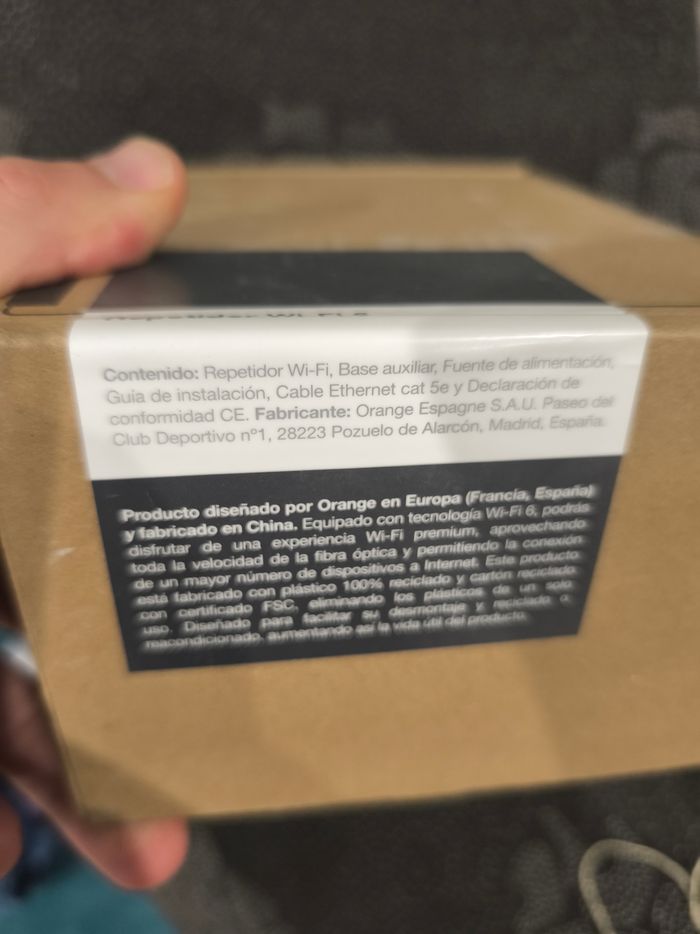 Repetidor Wi-Fi 6
Contenido: Repetidor Wi-Fi, Base auxiliar, Fuente de alimentación,
Guía de instalación, Cable Ethernet cat 5e y Declaración de
conformidad CE. Fabricante: Orange Espagne S.A.U. Paseo del
Club Deportivo nº1, 28223 Pozuelo de Alarcón, Madrid, España.
Producto diseñado por Orange en Europa (Francia, España)
y fabricado en China. Equipado con tecnología Wi-Fi 6, podrás
disfrutar de una experiencia Wi-Fi premium, aprovechando
toda la velocidad de la fibra óptica y permitiendo la conexión
de un mayor número de dispositivos a Internet. Este producto
está fabricado con plástico 100% reciclado y cartón reciclado
con certificado FSC, eliminando los plásticos de un solo
uso. Diseñado para facilitar su desmontaje y reciclado o
reacondicionado, aumentando así la vida útil del producto.